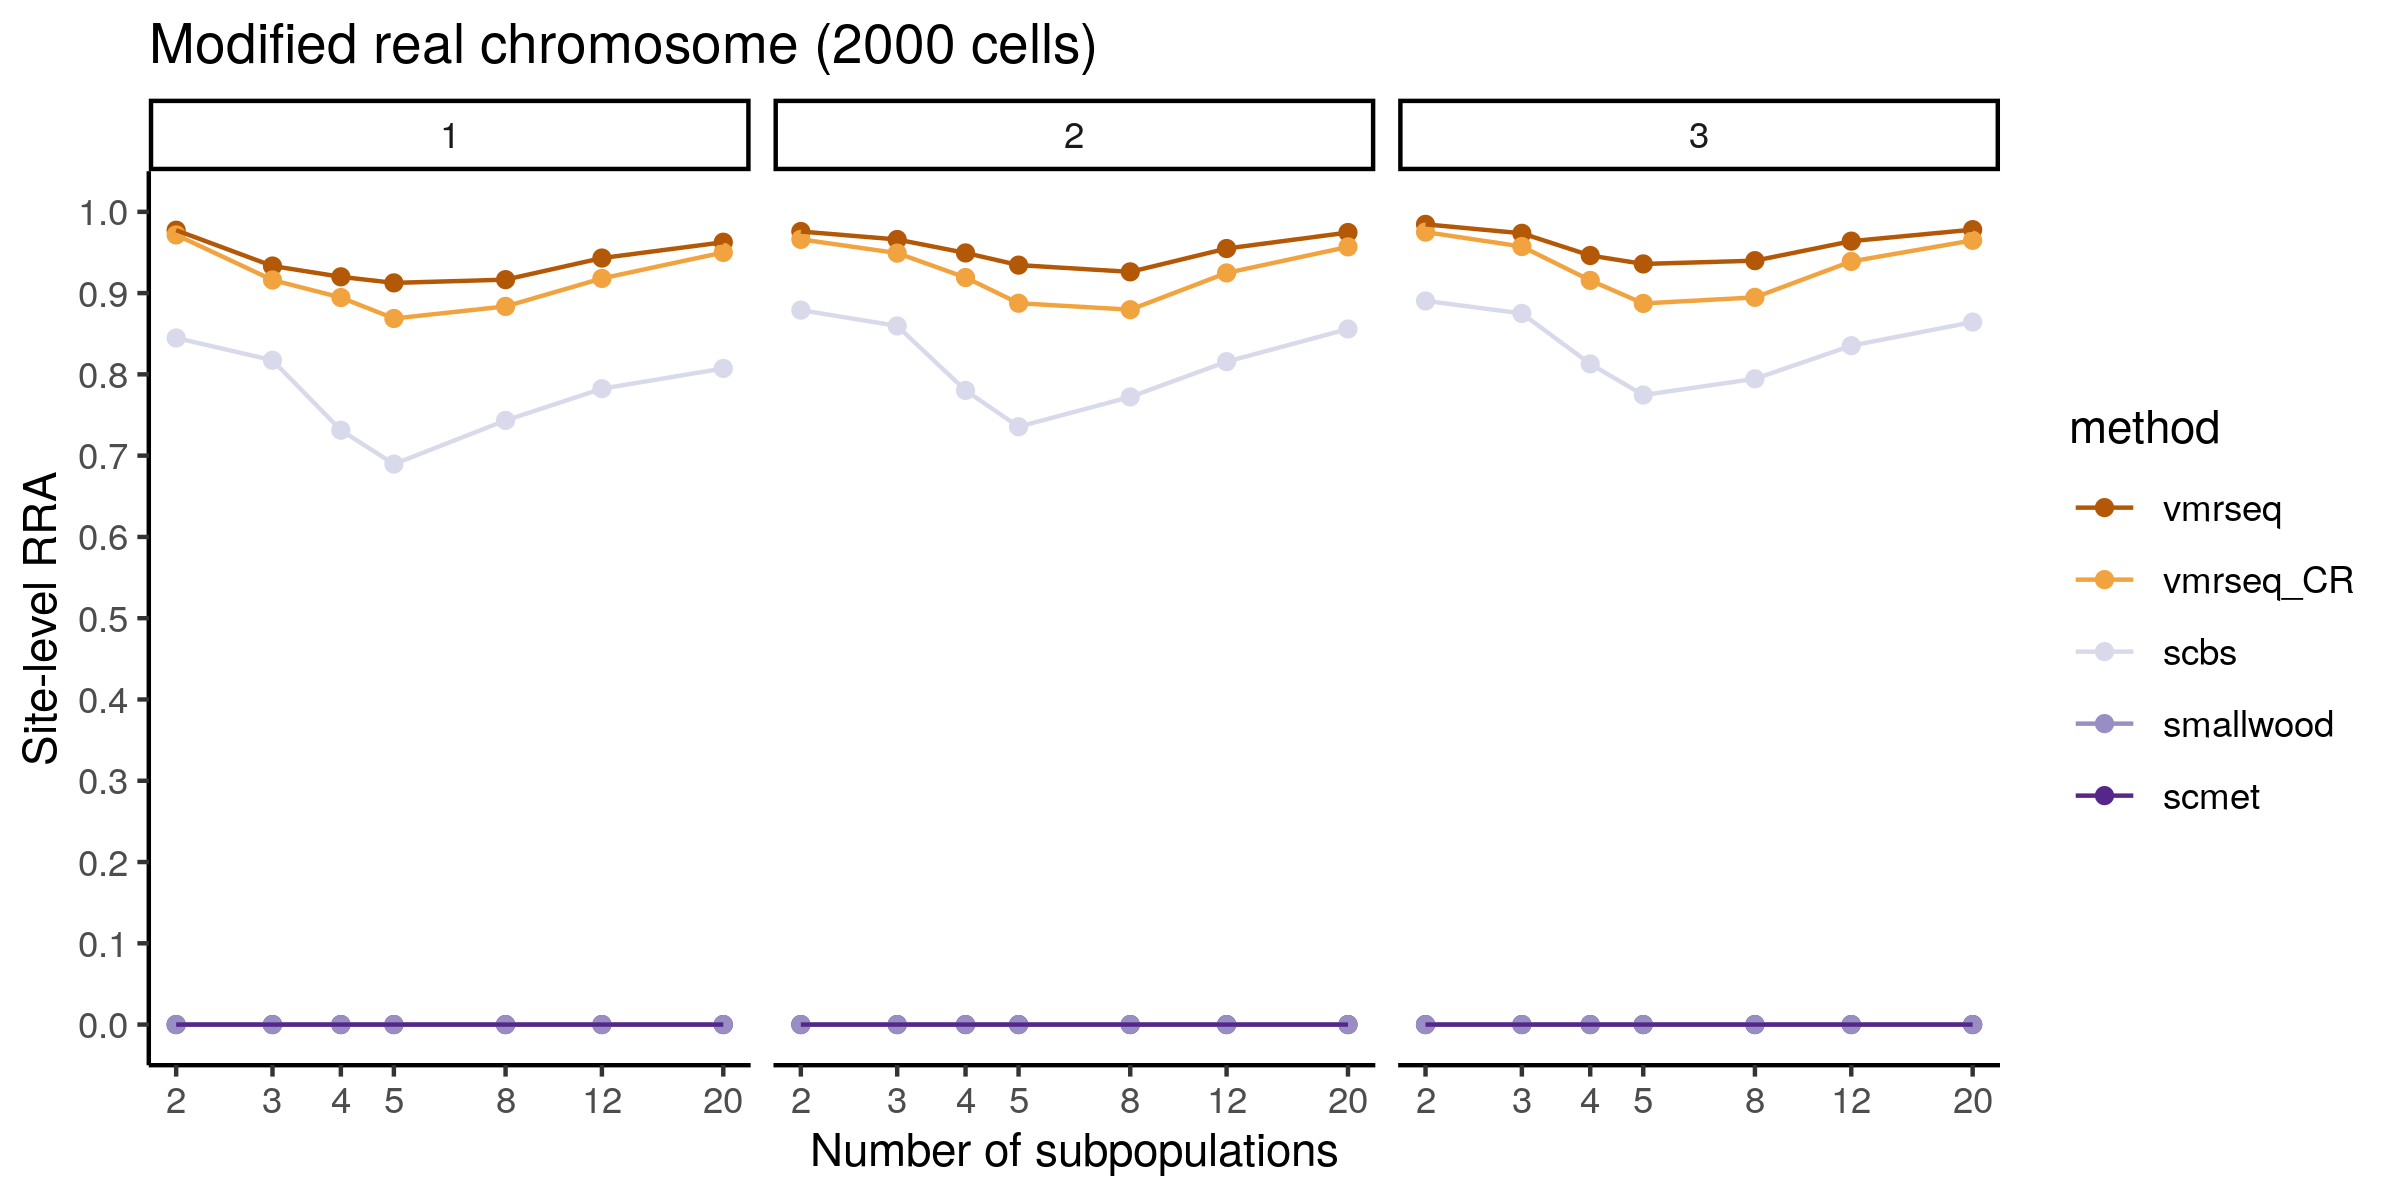 Modified real chromosome (2000 cells)
1
2
3
1.0
0.9
0.8
0.7
0.6
0.5
0.4
0.3
0.2
0.1
0.0
Site-level RRA
2 3 4 5 8 12 20
2 3 4 5 8 12 20
2 3 4 5 8 12 20
Number of subpopulations
method
vmrseq
vmrseq_CR
scbs
smallwood
scmet